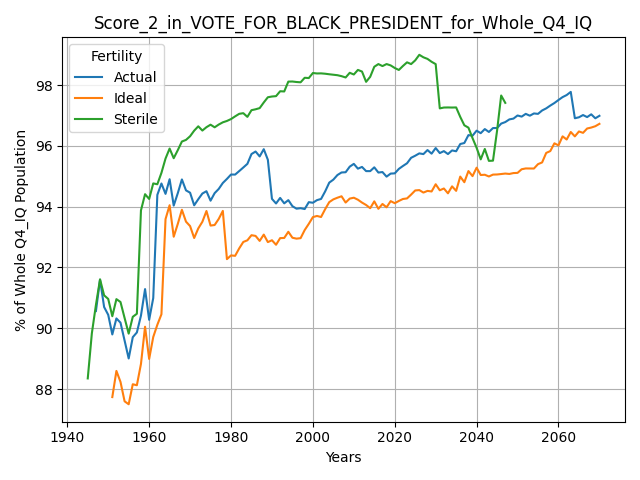 Score_2_in_VOTE_FOR_BLACK_PRESIDENT_for_Whole_Q4_IQ
Fertility
Actual
Ideal
Sterile
% of Whole Q4_IQ Population
98
96
94
92
90
88
1940
1960
1980
2000
2020
2040
2060
Years